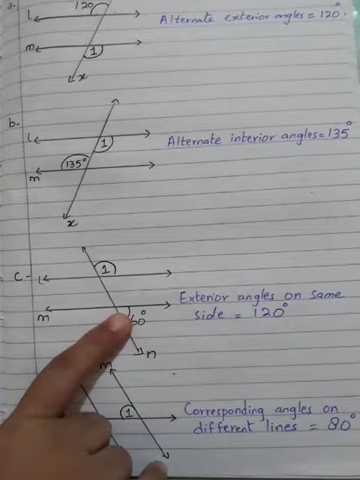 a.
120
l
Alternate exterior angles = 120°
m
1
x
b.
l
1
Alternate interior angles = 135°
135°
m
x
c-
1
l
Exterior angles on same
m
60°
side = 120°
n
m
1
Corresponding angles on
different lines = 80°